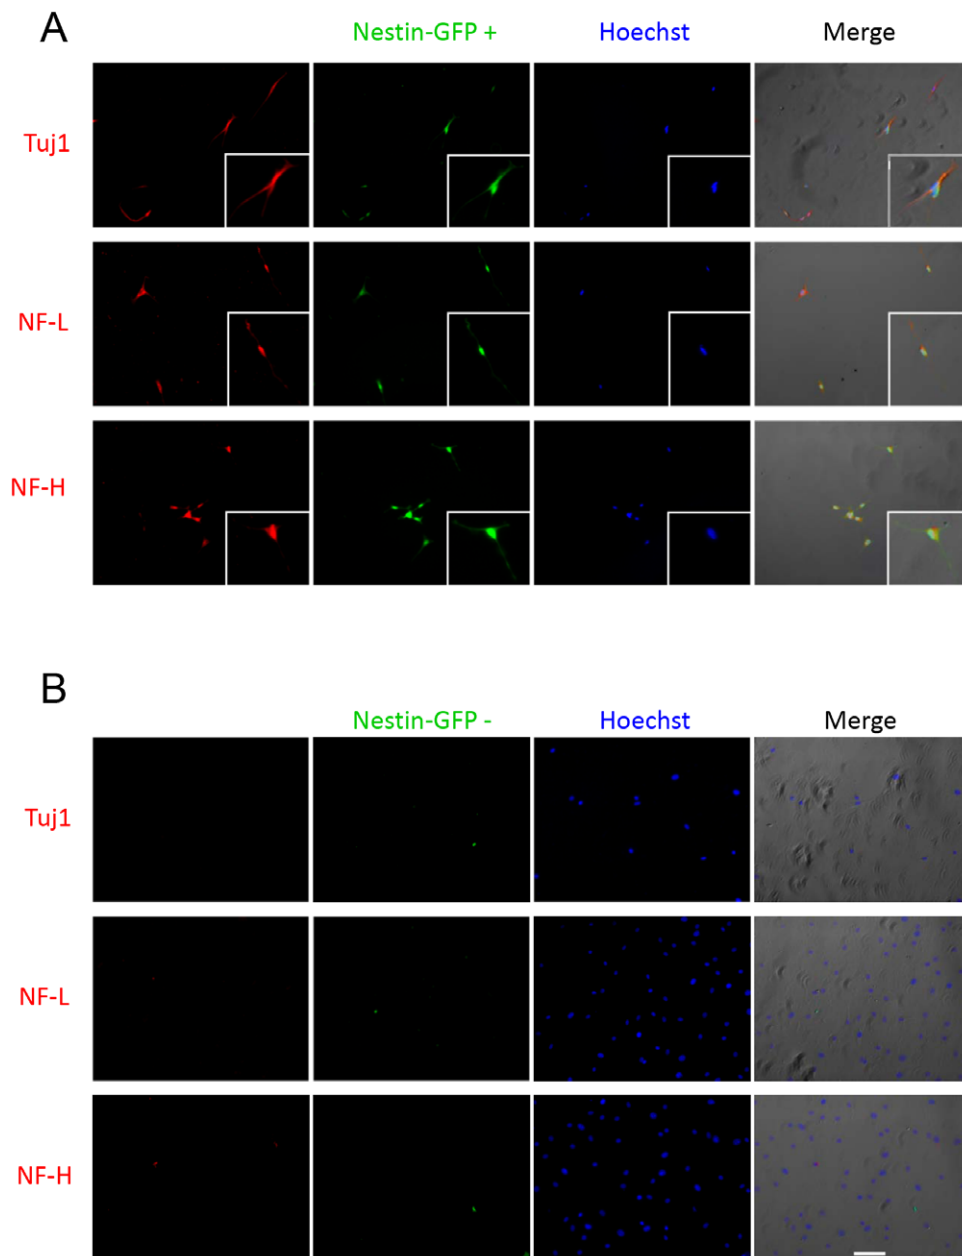 A
Nestin-GFP + Hoechst Merge
Tuj1
NF-L
NF-H
B
Nestin-GFP - Hoechst Merge
Tuj1
NF-L
NF-H